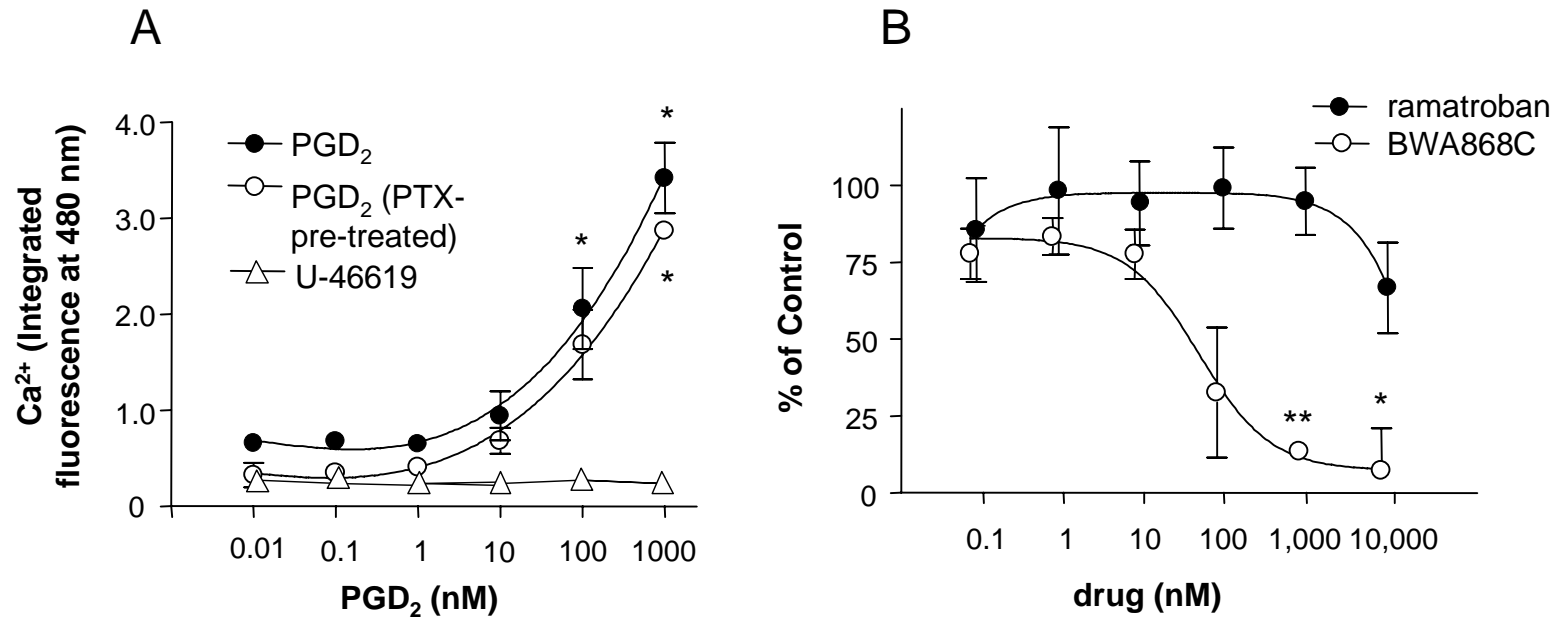 A
Ca2+ (Integrated
fluorescence at 480 nm)
4.0
3.0
2.0
1.0
0
PGD2
PGD2 (PTX-
pre-treated)
U-46619
*
*
*
0.01 0.1 1 10 100 1000
PGD2 (nM)
B
% of Control
100
75
50
25
0
ramatroban
BWA868C
**
*
0.1 1 10 100 1,000 10,000
drug (nM)